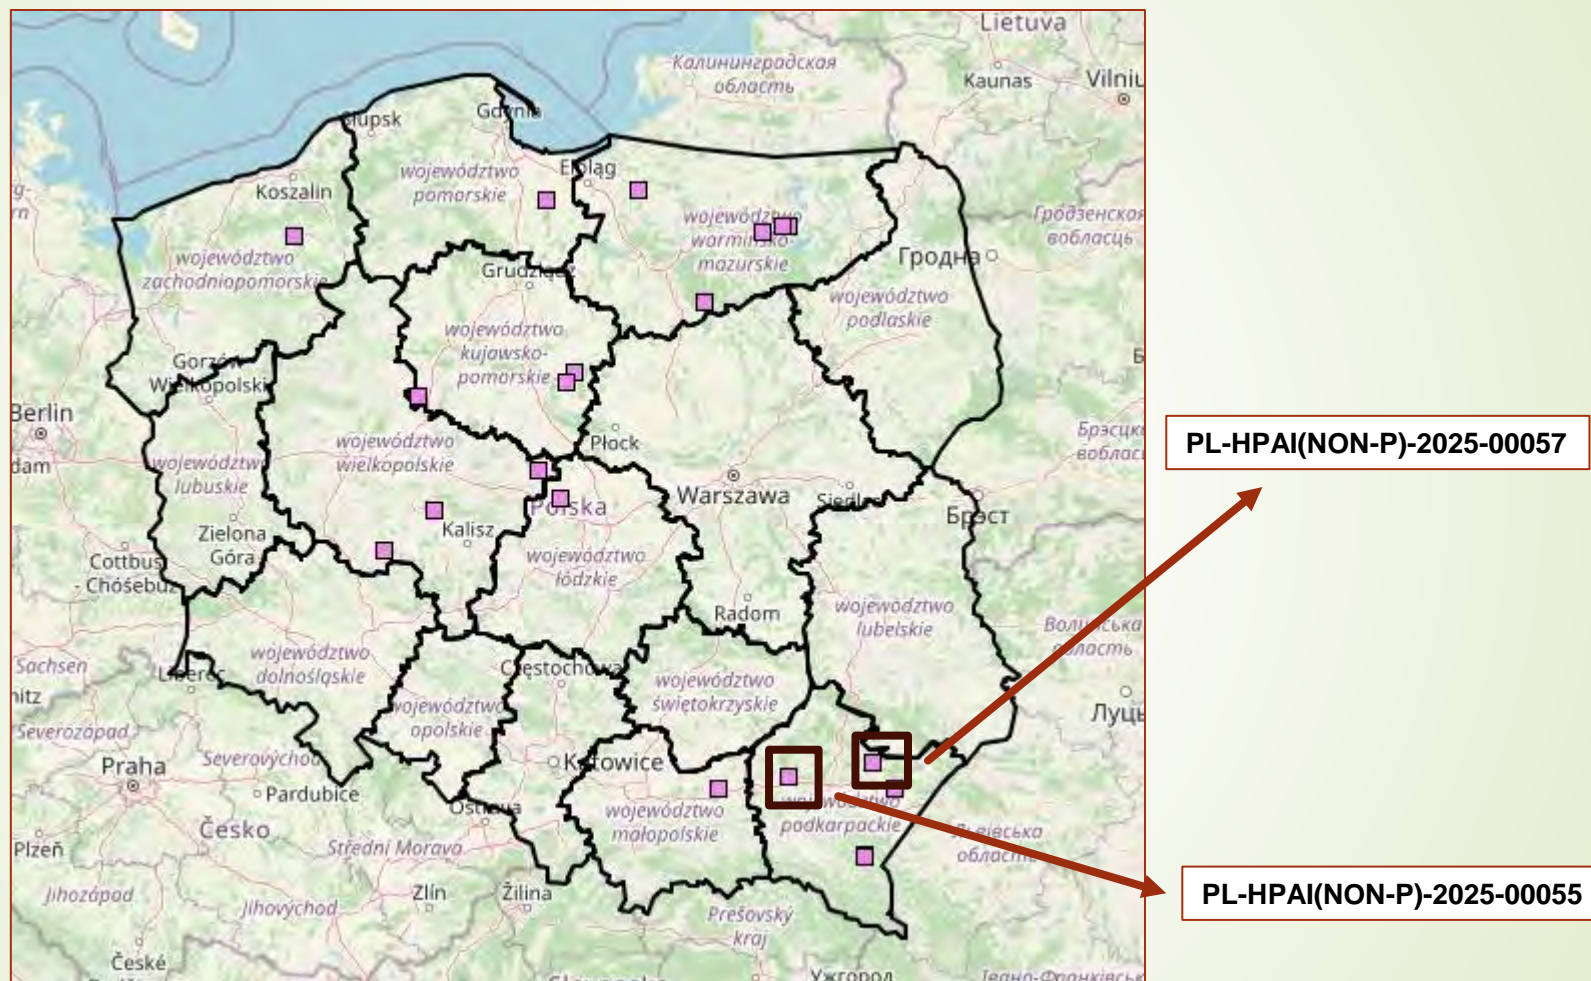 Lietuva
Калининградская
область
Kaunas
Gdynia
Koszalin
województwo
pomorskie
Elbląg
województwo
warmińsko-
mazurskie
Гродзенская
вобласць
Гродна
województwo
zachodniopomorskie
Grudziądz
województwo
podlaskie
województwo
kujawsko-
pomorskie
Gorzów
Wielkopolski
Berlin
województwo
wielkopolskie
Płock
województwo
lubuskie
Warszawa
Polska
Брэст
Zielona
Góra
Kalisz
Cottbus
- Chóśebuz
województwo
łódzkie
Radom
województwo
lubelskie
Sachsen
województwo
dolnośląskie
Częstochowa
województwo
świętokrzyskie
województwo
opolskie
Severozápad
Severovýchod
Katowice
Praha
Pardubice
Ostrava
województwo
małopolskie
województwo
podkarpackie
Česko
Střední Morava
Plzeň
Jihozápad
Jihovýchod
Zlín
Žilina
Prešovský
kraj
České
Ужгород
PL-HPAI(NON-P)-2025-00057
PL-HPAI(NON-P)-2025-00055